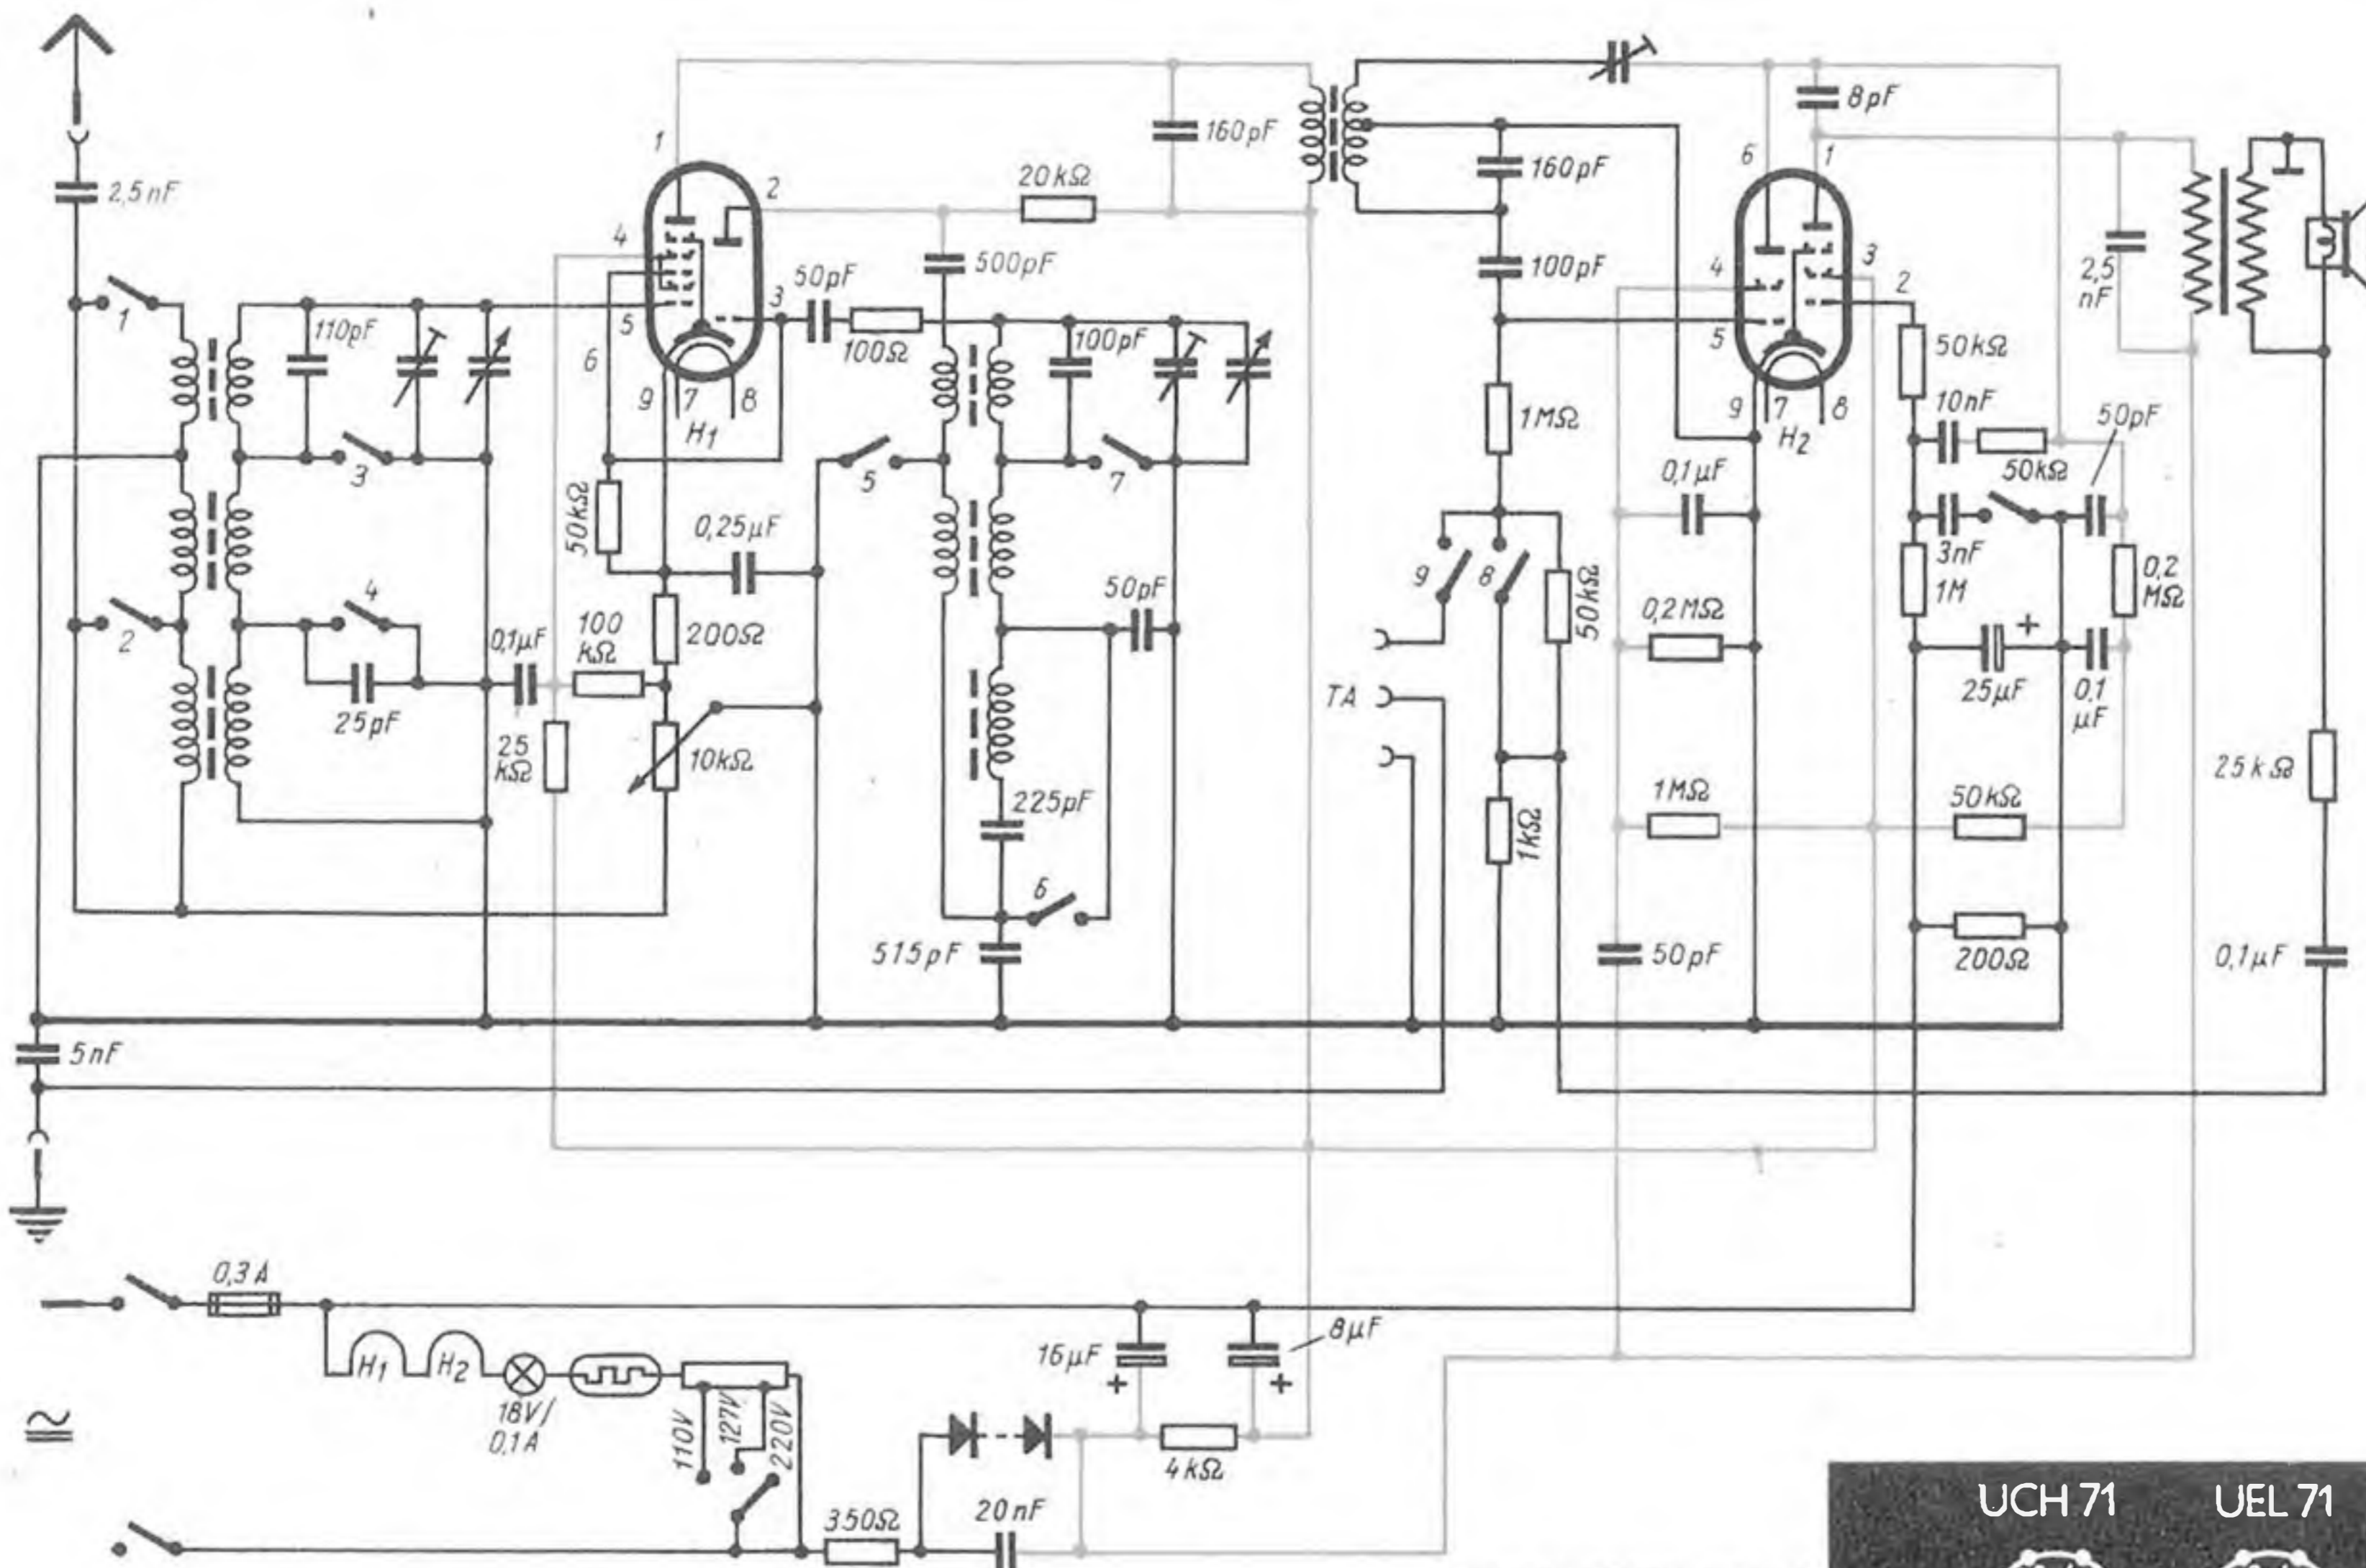 2,5 nF
1
2
110pF
3
4
25pF
5nF
1
2
3
4
5
6
7
8
9
H1
50pF
100Ω
20kΩ
500pF
160pF
50kΩ
0,25µF
200Ω
0,1µF
100
kΩ
25
kΩ
10kΩ
5
100pF
7
50pF
225pF
6
515pF
160pF
100pF
1MΩ
9
8
50kΩ
TA
1kΩ
8pF
6
1
4
3
2
5
9
7
8
H2
0,1µF
0,2MΩ
1MΩ
50pF
50kΩ
10nF
50kΩ
50pF
3nF
1M
0,2
MΩ
25µF
+
0,1
µF
50kΩ
200Ω
2,5
nF
25kΩ
0,1µF
0,3A
H1
H2
18V/
0,1A
110V
127V
220V
350Ω
20nF
16µF
+
8µF
+
4kΩ
UCH 71
UEL 71